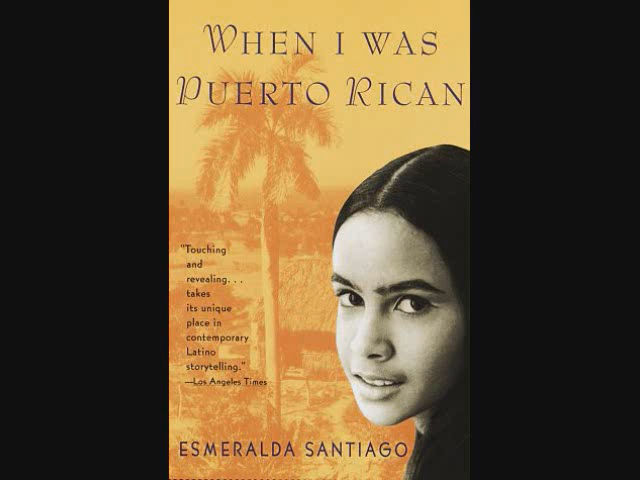 WHEN I WAS
PUERTO RICAN
"Touching
and
revealing...
takes
its unique
place in
contemporary
Latino
storytelling."
—Los Angeles Times
ESMERALDA SANTIAGO